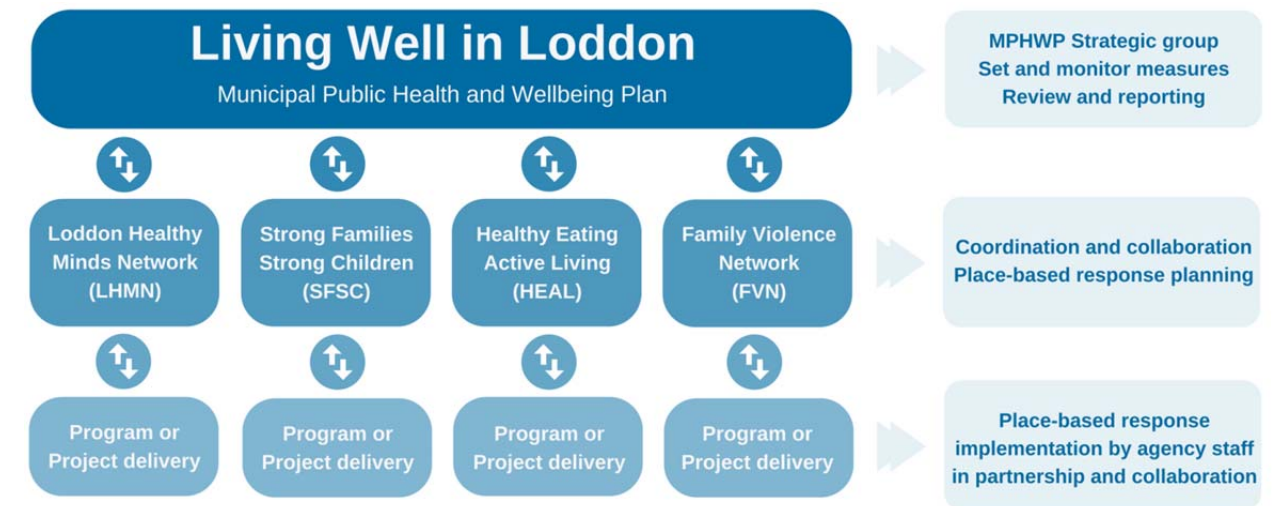 Living Well in Loddon
Municipal Public Health and Wellbeing Plan
MPHWP Strategic group
Set and monitor measures
Review and reporting
Loddon Healthy
Minds Network
(LHMN)
Strong Families
Strong Children
(SFSC)
Healthy Eating
Active Living
(HEAL)
Family Violence
Network
(FVN)
Coordination and collaboration
Place-based response planning
Program or
Project delivery
Program or
Project delivery
Program or
Project delivery
Program or
Project delivery
Place-based response
implementation by agency staff
in partnership and collaboration